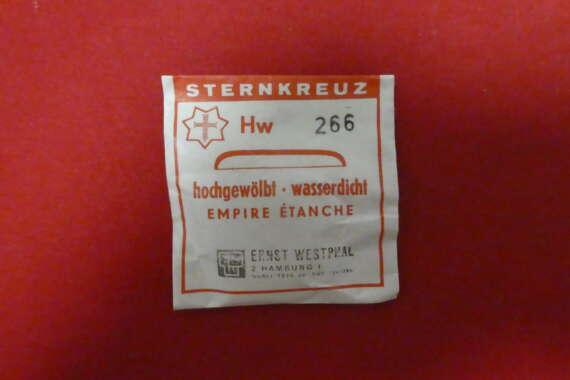 STERNKREUZ
Hw 266
hochgewölbt · wasserdicht
EMPIRE ÉTANCHE
ERNST WESTPHAL
2 HAMBURG 1